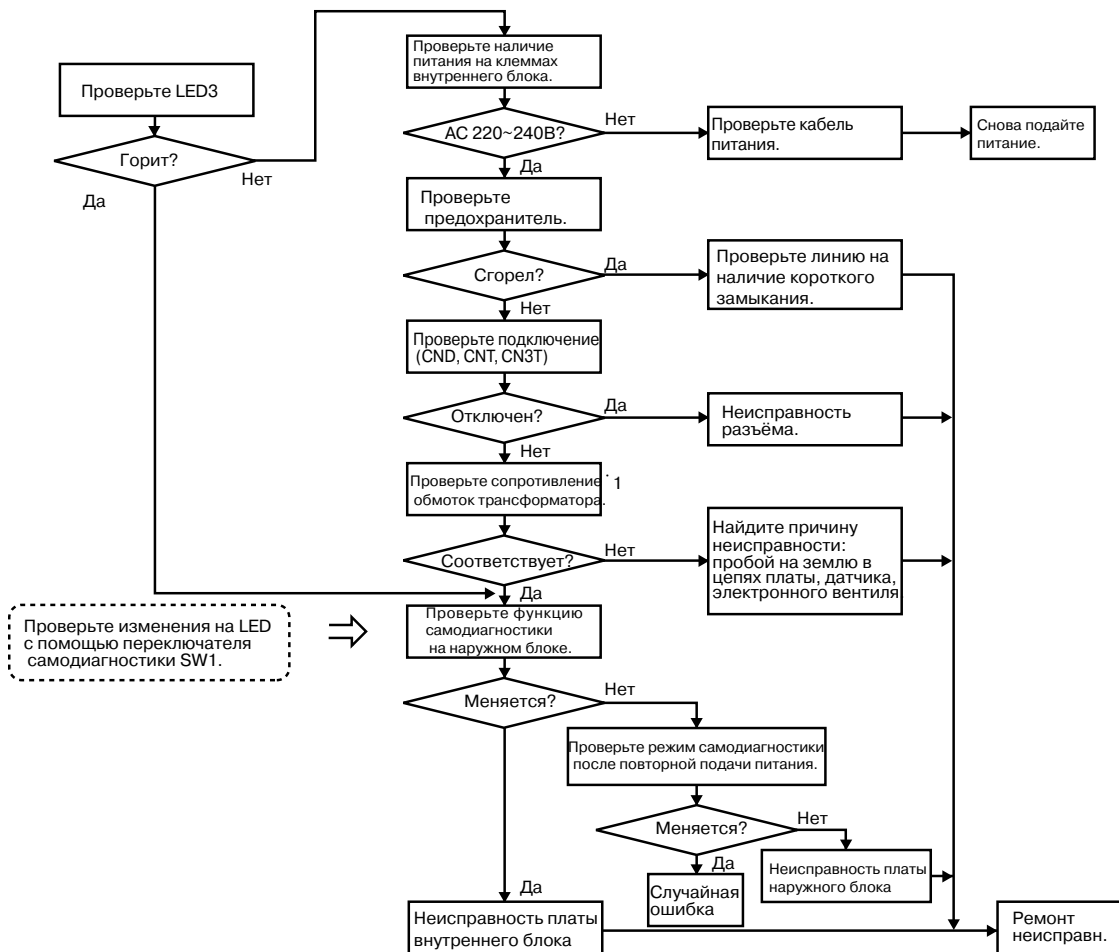 Проверьте наличие
питания на клеммах
внутреннего блока.
Проверьте LED3
АС 220~240В?
Нет
Проверьте кабель
питания.
Снова подайте
питание.
Горит?
Нет
Да
Да
Проверьте
предохранитель.
Сгорел?
Да
Проверьте линию на
наличие короткого
замыкания.
Нет
Проверьте подключение
(CND, CNT, CN3T)
Отключен?
Да
Неисправность
разъёма.
Нет
Проверьте сопротивление
обмоток трансформатора.
1
Соответствует?
Нет
Найдите причину
неисправности:
пробой на землю в
цепях платы, датчика,
электронного вентиля.
Да
Проверьте изменения на LED
с помощью переключателя
самодиагностики SW1.
Проверьте функцию
самодиагностики
на наружном блоке.
Меняется?
Нет
Проверьте режим самодиагностики
после повторной подачи питания.
Меняется?
Нет
Да
Неисправность платы
наружного блока
Случайная
ошибка
Да
Неисправность платы
внутреннего блока
Ремонт
неисправн.